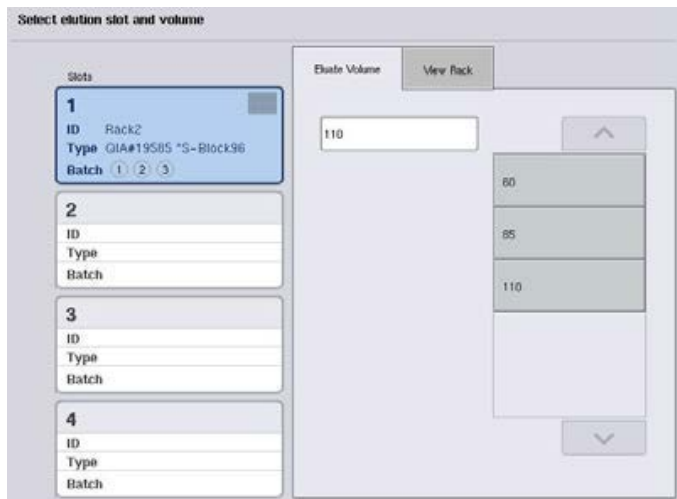 Select elution slot and volume
Slots
1
ID Rack2
Type QIA#19585 *S-Block96
Batch 1 2 3
2
ID
Type
Batch
3
ID
Type
Batch
4
ID
Type
Batch
Eluate Volume
View Rack
110
60
85
110